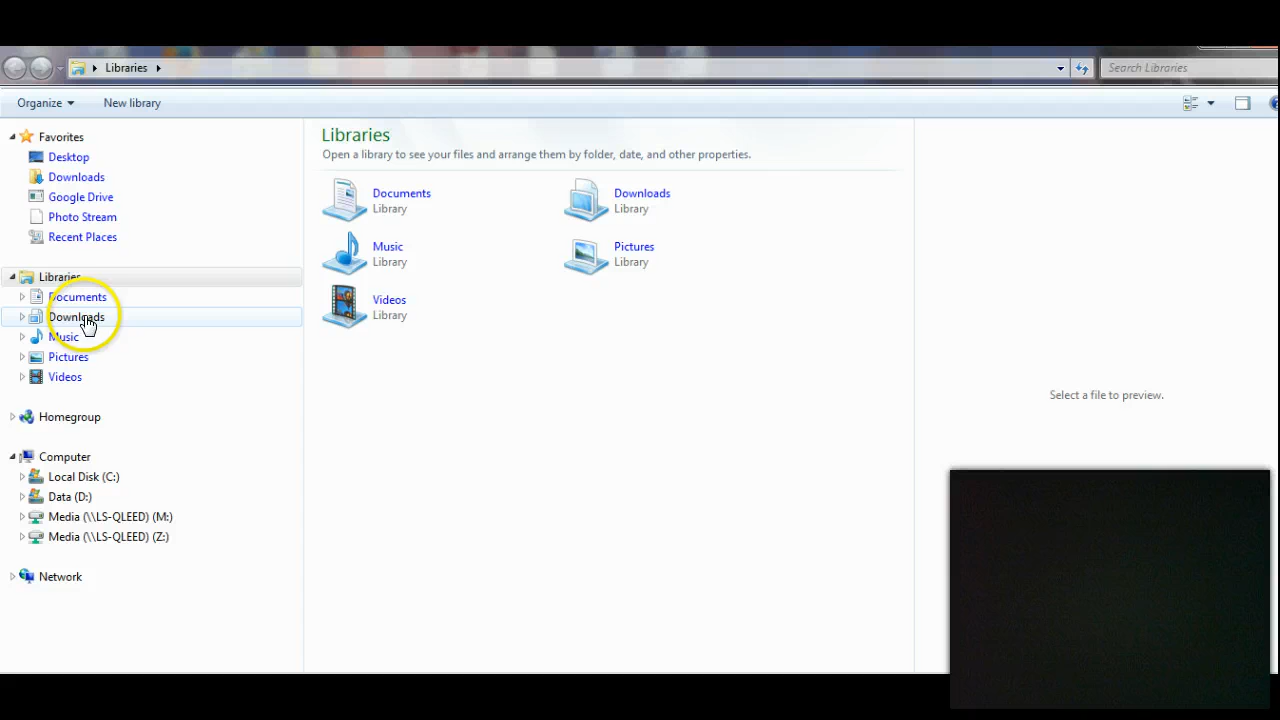 Libraries
Search Libraries
Organize
New library
Favorites
Desktop
Downloads
Google Drive
Photo Stream
Recent Places
Libraries
Documents
Downloads
Music
Pictures
Videos
Homegroup
Computer
Local Disk (C:)
Data (D:)
Media (\\LS-QLEED) (M:)
Media (\\LS-QLEED) (Z:)
Network
Libraries
Open a library to see your files and arrange them by folder, date, and other properties.
Documents
Library
Downloads
Library
Music
Library
Pictures
Library
Videos
Library
Select a file to preview.